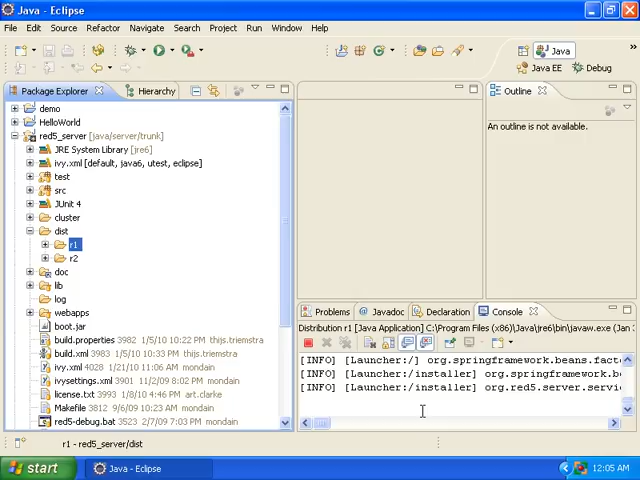 Java - Eclipse
File Edit Source Refactor Navigate Search Project Run Window Help
Java
Java EE
Debug
Package Explorer
Hierarchy
demo
HelloWorld
red5_server [java/server/trunk]
JRE System Library [jre6]
ivy.xml [default, java6, utest, eclipse]
test
src
JUnit 4
cluster
dist
r1
r2
doc
lib
log
webapps
boot.jar
build.properties 3982 1/5/10 10:22 PM thijs.triemstra
build.xml 3982 1/5/10 10:33 PM thijs.triemstra
ivy.xml 4028 1/21/10 8:08 AM mondain
ivysettings.xml 4026 11/2/09 8:02 PM mondain
license.txt 3993 1/6/10 1:55 AM art.clarke
Makefile 3812 9/6/09 10:23 AM mondain
red5-debug.bat 3523 2/7/09 7:03 PM mondain
Outline
An outline is not available.
Problems
Javadoc
Declaration
Console
Distribution r1 [Java Application] C:\Program Files (x86)\Java\jre6\bin\javaw.exe (Jan
[INFO] [Launcher:/] org.springframework.beans.fact
[INFO] [Launcher:/installer] org.springframework.b
[INFO] [Launcher:/installer] org.red5.server.servi
r1 - red5_server/dist
start
Java - Eclipse
12:05 AM